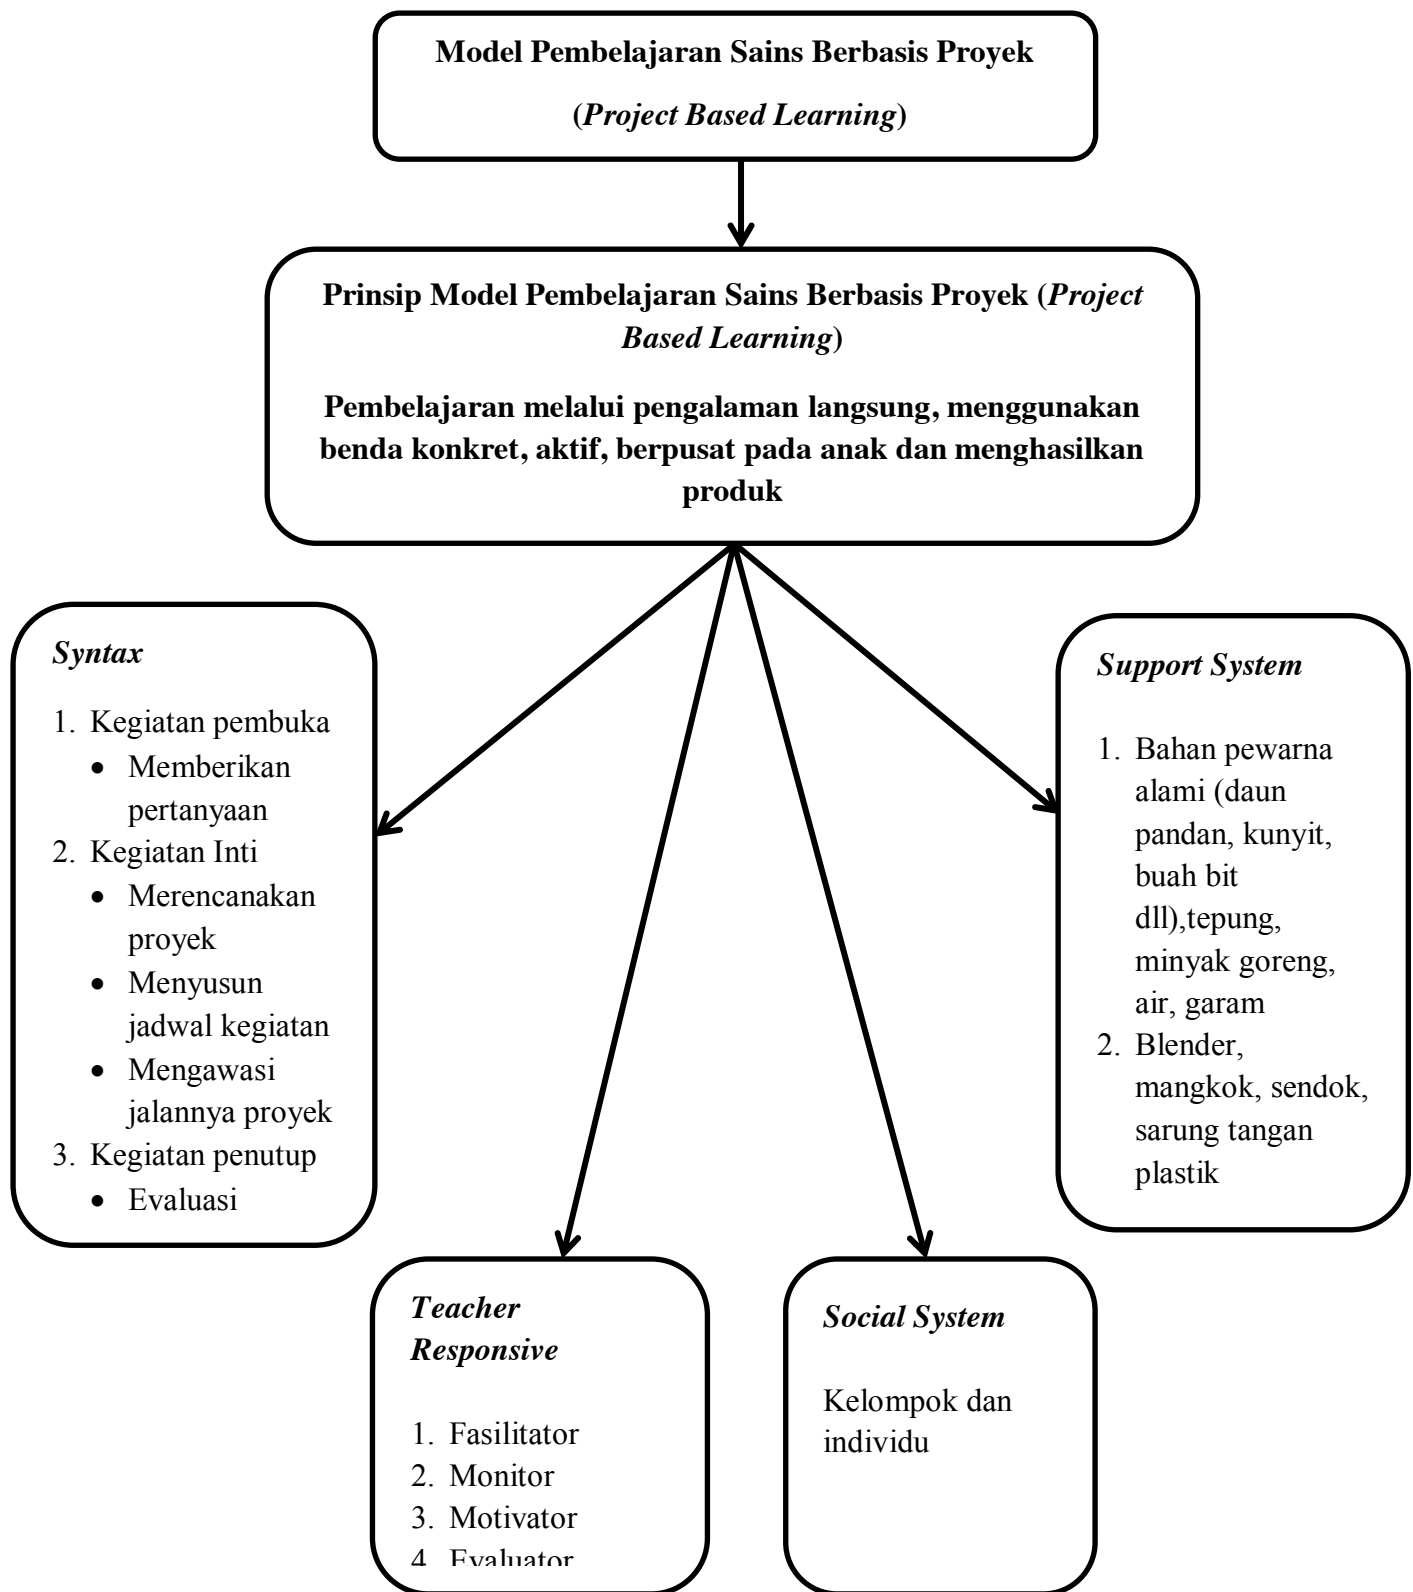 Model Pembelajaran Sains Berbasis Proyek
(Project Based Learning)
Prinsip Model Pembelajaran Sains Berbasis Proyek (Project
Based Learning)
Pembelajaran melalui pengalaman langsung, menggunakan
benda konkret, aktif, berpusat pada anak dan menghasilkan
produk
Syntax
1. Kegiatan pembuka
• Memberikan
pertanyaan
2. Kegiatan Inti
• Merencanakan
proyek
• Menyusun
jadwal kegiatan
• Mengawasi
jalannya proyek
3. Kegiatan penutup
• Evaluasi
Support System
1. Bahan pewarna
alami (daun
pandan, kunyit,
buah bit
dll),tepung,
minyak goreng,
air, garam
2. Blender,
mangkok, sendok,
sarung tangan
plastik
Teacher
Responsive
1. Fasilitator
2. Monitor
3. Motivator
4. Evaluator
Social System
Kelompok dan
individu